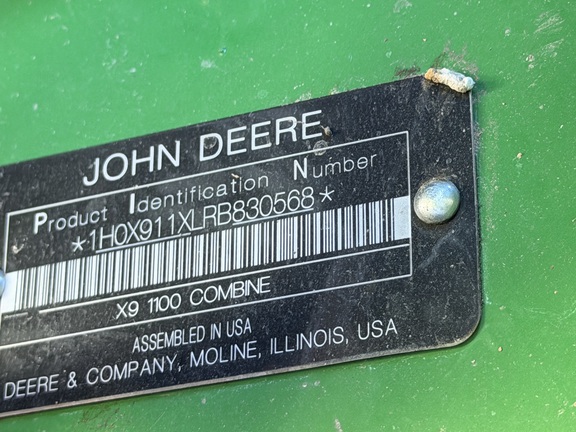 JOHN DEERE
Product Identification Number
*1H0X911XLRB830568*
X9 1100 COMBINE
ASSEMBLED IN USA
DEERE & COMPANY, MOLINE, ILLINOIS, USA